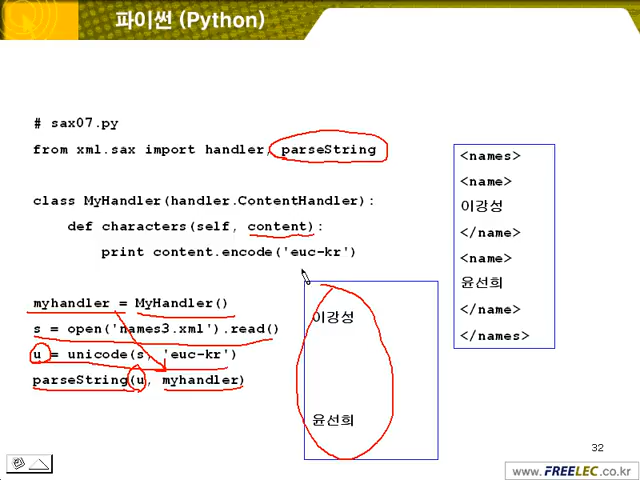 파이썬 (Python)
# sax07.py
from xml.sax import handler, parseString
class MyHandler(handler.ContentHandler):
def characters(self, content):
print content.encode('euc-kr')
myhandler = MyHandler()
s = open('names3.xml').read()
u = unicode(s, 'euc-kr')
parseString(u, myhandler)
이강성
윤선희
<names>
<name>
이강성
</name>
<name>
윤선희
</name>
</names>
32
www.FREELEC.co.kr